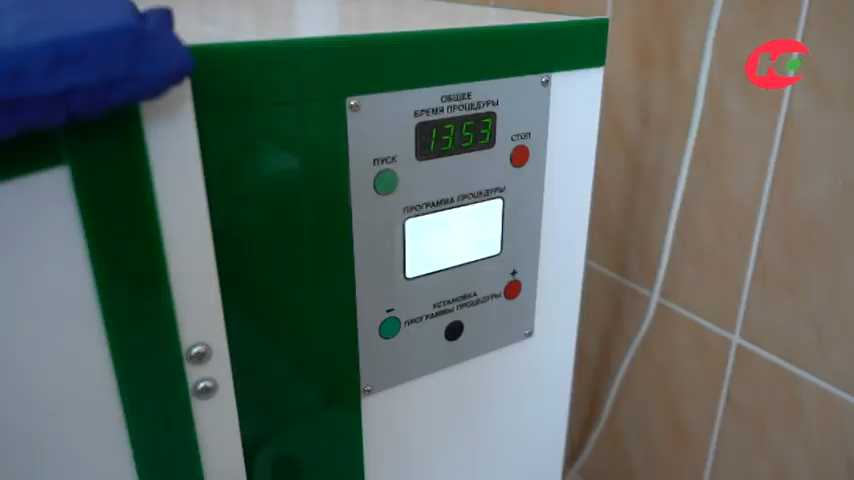 ОБЩЕЕ
ВРЕМЯ ПРОЦЕДУРЫ
13 53
ПУСК
СТОП
ПРОГРАММА ПРОЦЕДУРЫ
- +
УСТАНОВКА
ПРОГРАММЫ ПРОЦЕДУРЫ
Ю